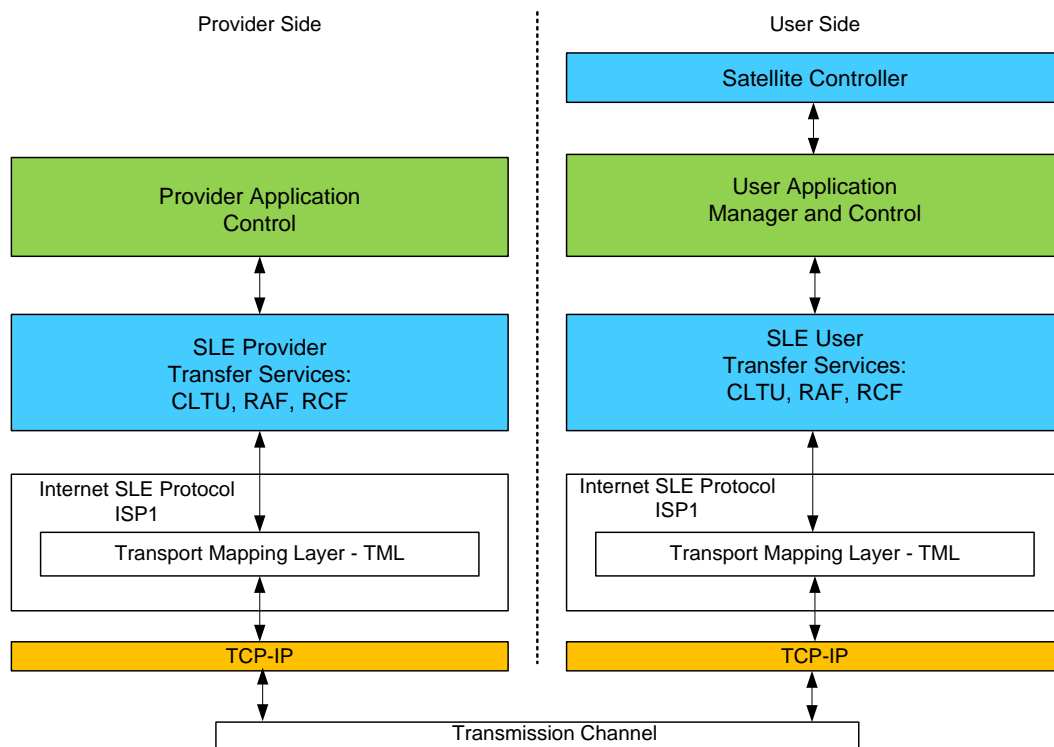 Provider Side
User Side
Satellite Controller
Provider Application
Control
User Application
Manager and Control
SLE Provider
Transfer Services:
CLTU, RAF, RCF
SLE User
Transfer Services:
CLTU, RAF, RCF
Internet SLE Protocol
ISP1
Transport Mapping Layer - TML
Internet SLE Protocol
ISP1
Transport Mapping Layer - TML
TCP-IP
TCP-IP
Transmission Channel